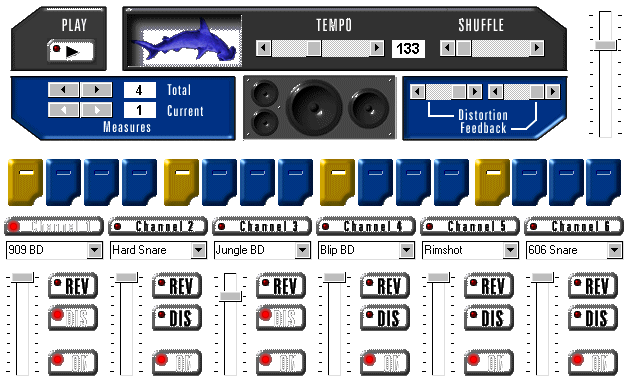 PLAY
TEMPO
SHUFFLE
133
4 Total
1 Current
Measures
Distortion
Feedback
Channel 1 Channel 2 Channel 3 Channel 4 Channel 5 Channel 6
909 BD Hard Snare Jungle BD Blip BD Rimshot 606 Snare
REV REV REV REV REV REV
DIS DIS DIS DIS DIS DIS